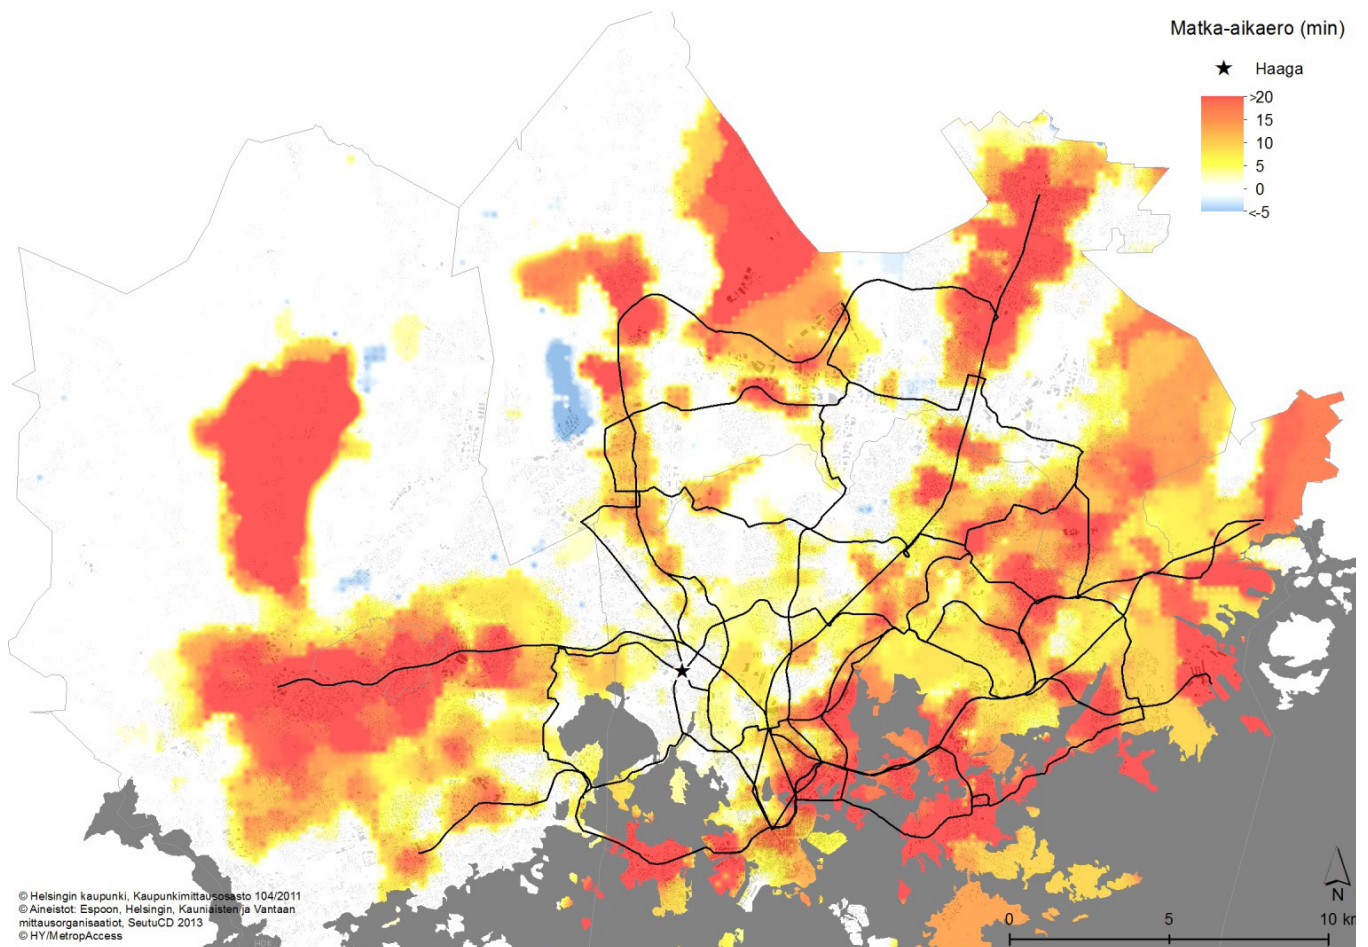 Matka-aikaero (min)
Haaga
>20
15
10
5
0
<-5
© Helsingin kaupunki, Kaupunkimittausosasto 104/2011
© Aineistot: Espoon, Helsingin, Kauniaisten ja Vantaan
mittausorganisaatiot, SeutuCD 2013
© HY/MetropAccess
N
0 5 10 km